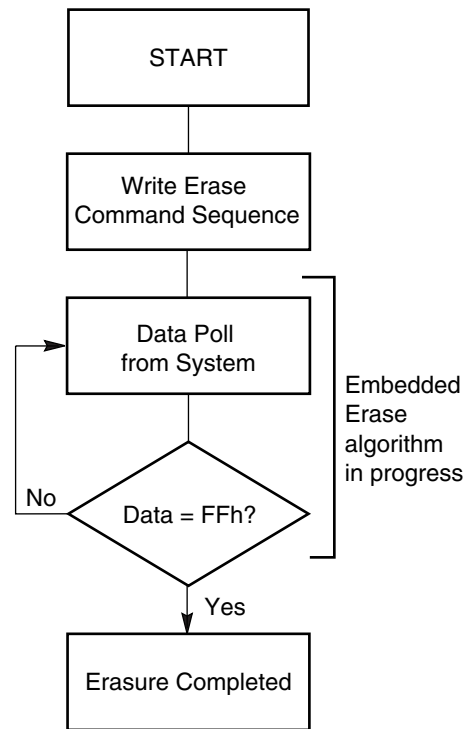 START
Write Erase
Command Sequence
Data Poll
from System
Embedded
Erase
algorithm
in progress
No
Data = FFh?
Yes
Erasure Completed